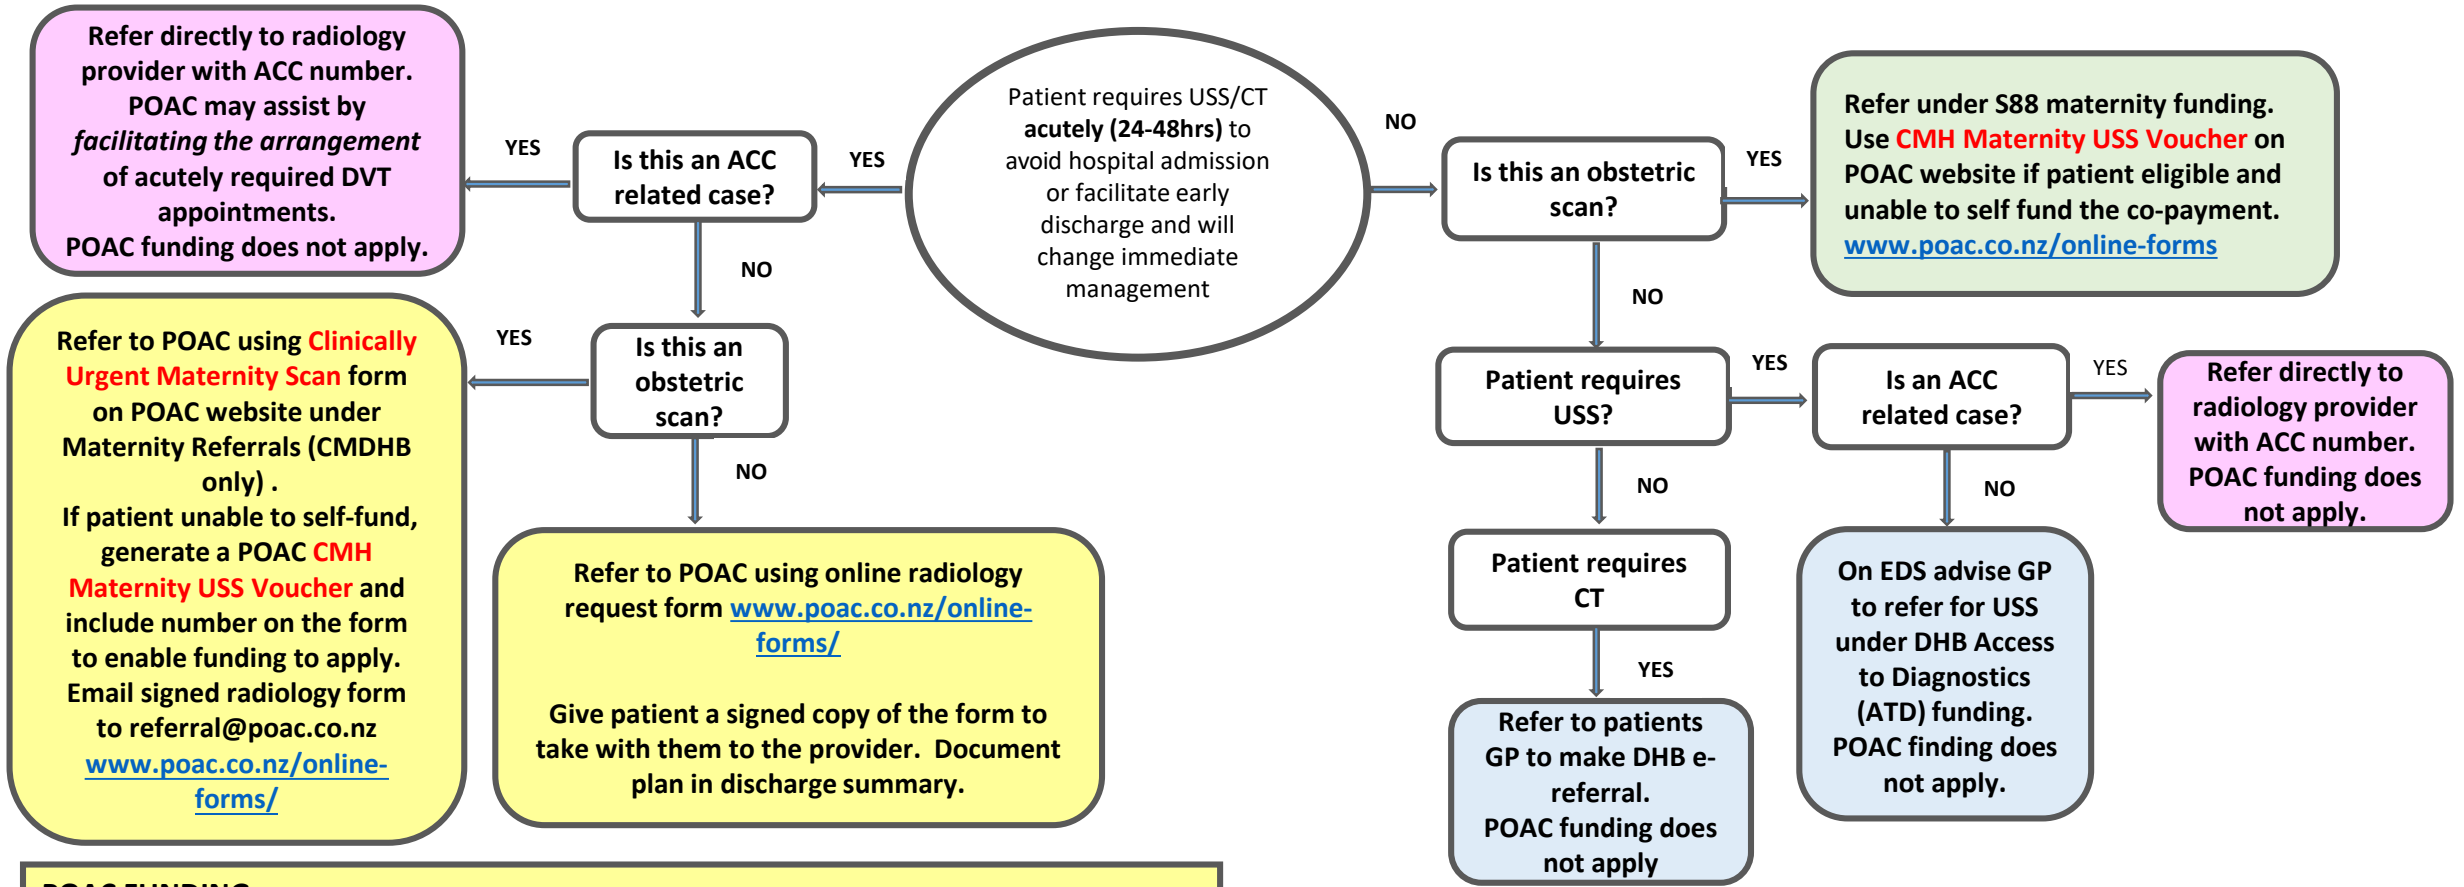 Refer directly to radiology
provider with ACC number.
POAC may assist by
facilitating the arrangement
of acutely required DVT
appointments.
POAC funding does not apply.
YES
Is this an ACC
related case?
YES
Patient requires USS/CT
acutely (24-48hrs) to
avoid hospital admission
or facilitate early
discharge and will
change immediate
management
NO
Is this an obstetric
scan?
YES
Refer under S88 maternity funding.
Use CMH Maternity USS Voucher on
POAC website if patient eligible and
unable to self fund the co-payment.
www.poac.co.nz/online-forms
NO
NO
Refer to POAC using Clinically
Urgent Maternity Scan form
on POAC website under
Maternity Referrals (CMDHB
only) .
If patient unable to self-fund,
generate a POAC CMH
Maternity USS Voucher and
include number on the form
to enable funding to apply.
Email signed radiology form
to referral@poac.co.nz
www.poac.co.nz/online-
forms/
YES
Is this an
obstetric
scan?
NO
Refer to POAC using online radiology
request form www.poac.co.nz/online-
forms/
Give patient a signed copy of the form to
take with them to the provider.  Document
plan in discharge summary.
Patient requires
USS?
YES
Is an ACC
related case?
YES
Refer directly to
radiology provider
with ACC number.
POAC funding does
not apply.
NO
NO
Patient requires
CT
YES
Refer to patients
GP to make DHB e-
referral.
POAC funding does
not apply
On EDS advise GP
to refer for USS
under DHB Access
to Diagnostics
(ATD) funding.
POAC finding does
not apply.
POAC FUNDING